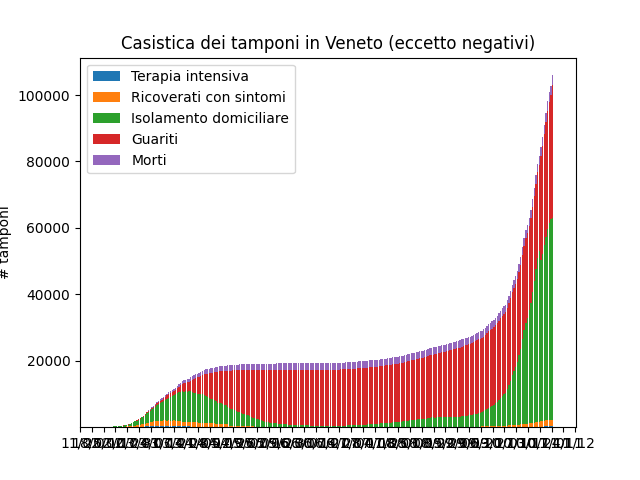 Casistica dei tamponi in Veneto (eccetto negativi)
Terapia intensiva
Ricoverati con sintomi
Isolamento domiciliare
Guariti
Morti
100000
80000
60000
40000
20000
# tamponi